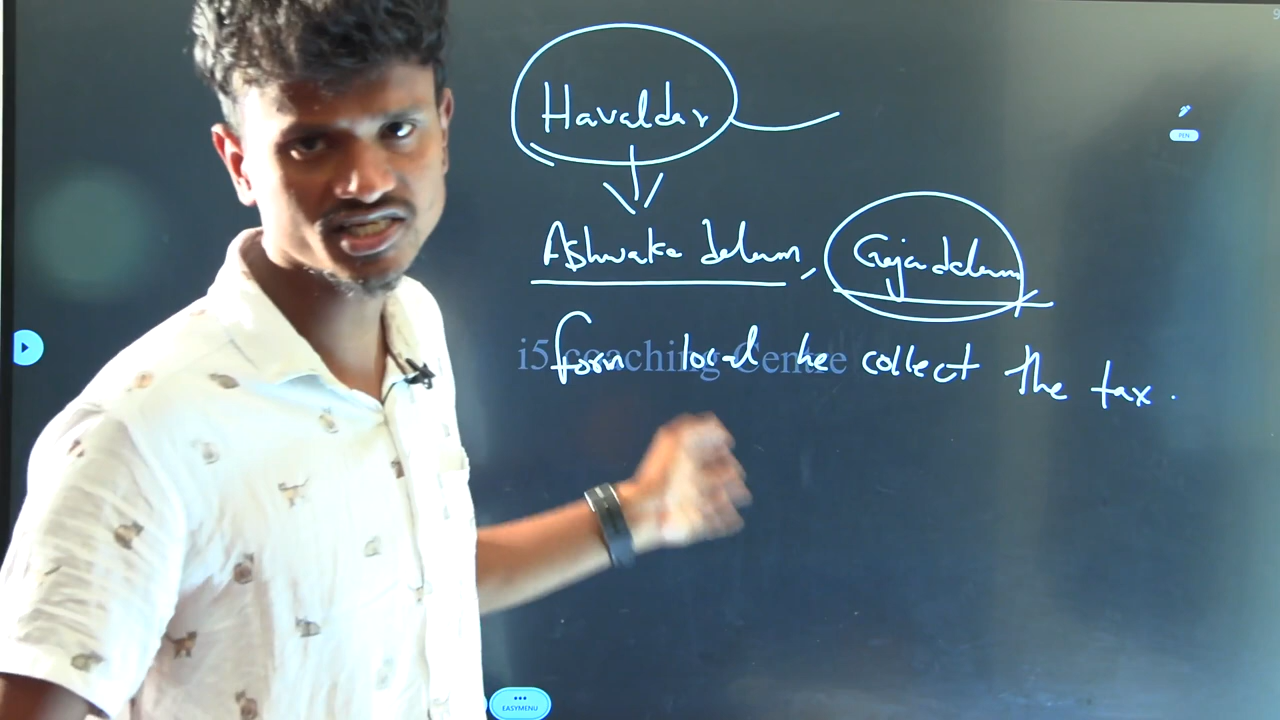 Havaldar
PEN
Ashwaka dalam, Gajadalam
form local he collect the tax.
i5 coaching Centre
EASYMENU